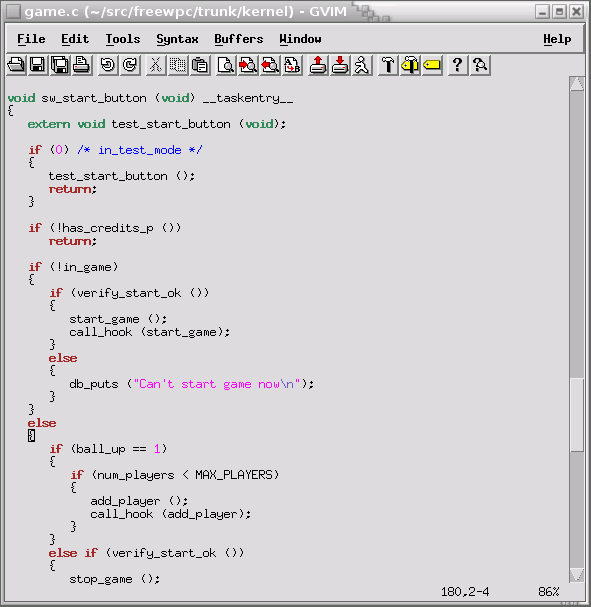 game.c (~/src/freewpc/trunk/kernel) - GVIM
File Edit Tools Syntax Buffers Window Help
void sw_start_button (void) __taskentry__
{
extern void test_start_button (void);
if (0) /* in_test_mode */
{
test_start_button ();
return;
}
if (!has_credits_p ())
return;
if (!in_game)
{
if (verify_start_ok ())
{
start_game ();
call_hook (start_game);
}
else
{
db_puts ("Can't start game now\n");
}
}
else
{
if (ball_up == 1)
{
if (num_players < MAX_PLAYERS)
{
add_player ();
call_hook (add_player);
}
}
else if (verify_start_ok ())
{
stop_game ();
180,2-4 86%